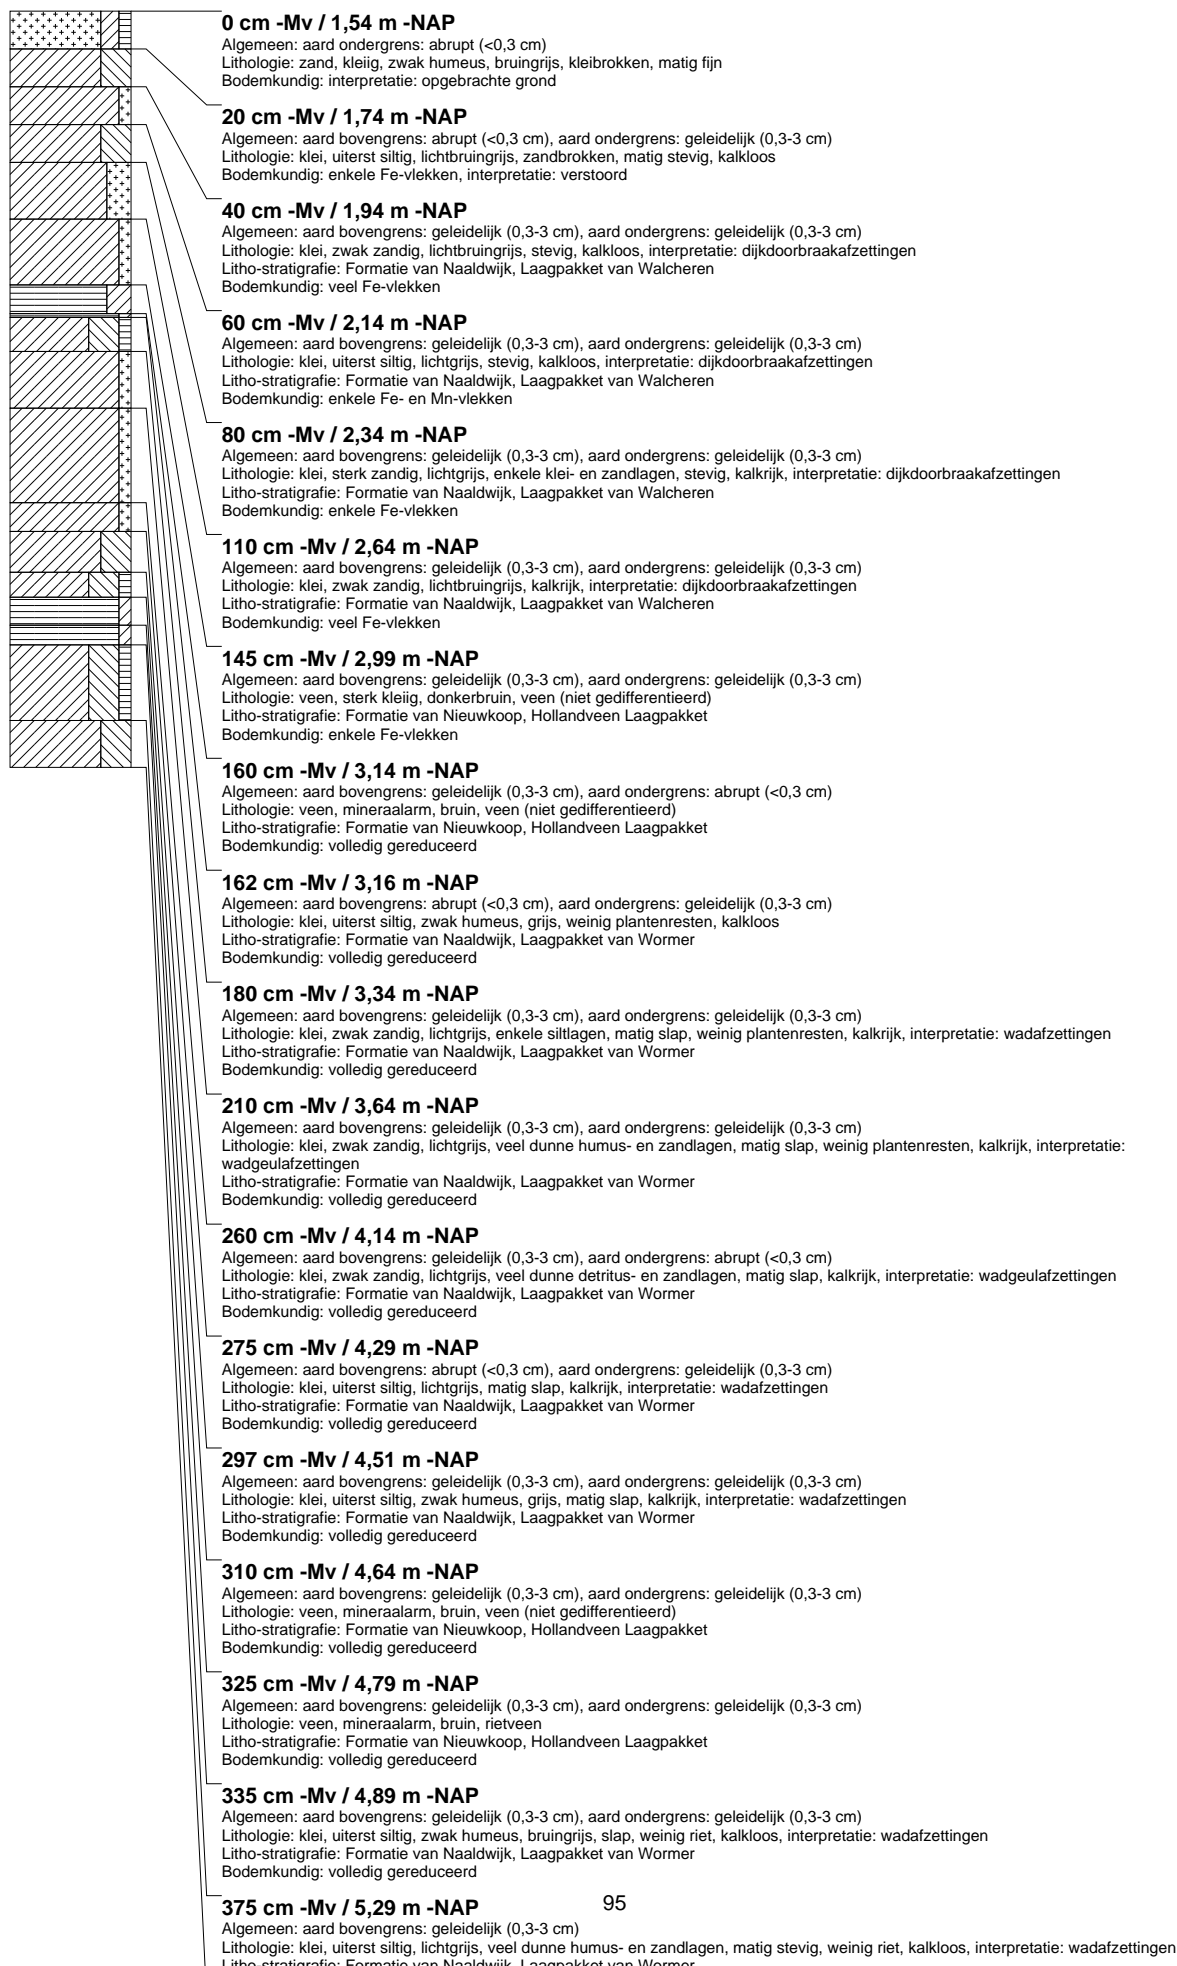 0 cm -Mv / 1,54 m -NAP
Algemeen: aard ondergrens: abrupt (<0,3 cm)
Lithologie: zand, kleiig, zwak humeus, bruingrijs, kleibrokken, matig fijn
Bodemkundig: interpretatie: opgebrachte grond
20 cm -Mv / 1,74 m -NAP
Algemeen: aard bovengrens: abrupt (<0,3 cm), aard ondergrens: geleidelijk (0,3-3 cm)
Lithologie: klei, uiterst siltig, lichtbruingrijs, zandbrokken, matig stevig, kalkloos
Bodemkundig: enkele Fe-vlekken, interpretatie: verstoord
40 cm -Mv / 1,94 m -NAP
Algemeen: aard bovengrens: geleidelijk (0,3-3 cm), aard ondergrens: geleidelijk (0,3-3 cm)
Lithologie: klei, zwak zandig, lichtbruingrijs, stevig, kalkloos, interpretatie: dijkdoorbraakafzettingen
Litho-stratigrafie: Formatie van Naaldwijk, Laagpakket van Walcheren
Bodemkundig: veel Fe-vlekken
60 cm -Mv / 2,14 m -NAP
Algemeen: aard bovengrens: geleidelijk (0,3-3 cm), aard ondergrens: geleidelijk (0,3-3 cm)
Lithologie: klei, uiterst siltig, lichtgrijs, stevig, kalkloos, interpretatie: dijkdoorbraakafzettingen
Litho-stratigrafie: Formatie van Naaldwijk, Laagpakket van Walcheren
Bodemkundig: enkele Fe- en Mn-vlekken
80 cm -Mv / 2,34 m -NAP
Algemeen: aard bovengrens: geleidelijk (0,3-3 cm), aard ondergrens: geleidelijk (0,3-3 cm)
Lithologie: klei, sterk zandig, lichtgrijs, enkele klei- en zandlagen, stevig, kalkrijk, interpretatie: dijkdoorbraakafzettingen
Litho-stratigrafie: Formatie van Naaldwijk, Laagpakket van Walcheren
Bodemkundig: enkele Fe-vlekken
110 cm -Mv / 2,64 m -NAP
Algemeen: aard bovengrens: geleidelijk (0,3-3 cm), aard ondergrens: geleidelijk (0,3-3 cm)
Lithologie: klei, zwak zandig, lichtbruingrijs, kalkrijk, interpretatie: dijkdoorbraakafzettingen
Litho-stratigrafie: Formatie van Naaldwijk, Laagpakket van Walcheren
Bodemkundig: veel Fe-vlekken
145 cm -Mv / 2,99 m -NAP
Algemeen: aard bovengrens: geleidelijk (0,3-3 cm), aard ondergrens: geleidelijk (0,3-3 cm)
Lithologie: veen, sterk kleiig, donkerbruin, veen (niet gedifferentieerd)
Litho-stratigrafie: Formatie van Nieuwkoop, Hollandveen Laagpakket
Bodemkundig: enkele Fe-vlekken
160 cm -Mv / 3,14 m -NAP
Algemeen: aard bovengrens: geleidelijk (0,3-3 cm), aard ondergrens: abrupt (<0,3 cm)
Lithologie: veen, mineraalarm, bruin, veen (niet gedifferentieerd)
Litho-stratigrafie: Formatie van Nieuwkoop, Hollandveen Laagpakket
Bodemkundig: volledig gereduceerd
162 cm -Mv / 3,16 m -NAP
Algemeen: aard bovengrens: abrupt (<0,3 cm), aard ondergrens: geleidelijk (0,3-3 cm)
Lithologie: klei, uiterst siltig, zwak humeus, grijs, weinig plantenresten, kalkloos
Litho-stratigrafie: Formatie van Naaldwijk, Laagpakket van Wormer
Bodemkundig: volledig gereduceerd
180 cm -Mv / 3,34 m -NAP
Algemeen: aard bovengrens: geleidelijk (0,3-3 cm), aard ondergrens: geleidelijk (0,3-3 cm)
Lithologie: klei, zwak zandig, lichtgrijs, enkele siltlagen, matig slap, weinig plantenresten, kalkrijk, interpretatie: wadafzettingen
Litho-stratigrafie: Formatie van Naaldwijk, Laagpakket van Wormer
Bodemkundig: volledig gereduceerd
210 cm -Mv / 3,64 m -NAP
Algemeen: aard bovengrens: geleidelijk (0,3-3 cm), aard ondergrens: geleidelijk (0,3-3 cm)
Lithologie: klei, zwak zandig, lichtgrijs, veel dunne humus- en zandlagen, matig slap, weinig plantenresten, kalkrijk, interpretatie:
wadgeulafzettingen
Litho-stratigrafie: Formatie van Naaldwijk, Laagpakket van Wormer
Bodemkundig: volledig gereduceerd
260 cm -Mv / 4,14 m -NAP
Algemeen: aard bovengrens: geleidelijk (0,3-3 cm), aard ondergrens: abrupt (<0,3 cm)
Lithologie: klei, zwak zandig, lichtgrijs, veel dunne detritus- en zandlagen, matig slap, kalkrijk, interpretatie: wadgeulafzettingen
Litho-stratigrafie: Formatie van Naaldwijk, Laagpakket van Wormer
Bodemkundig: volledig gereduceerd
275 cm -Mv / 4,29 m -NAP
Algemeen: aard bovengrens: abrupt (<0,3 cm), aard ondergrens: geleidelijk (0,3-3 cm)
Lithologie: klei, uiterst siltig, lichtgrijs, matig slap, kalkrijk, interpretatie: wadafzettingen
Litho-stratigrafie: Formatie van Naaldwijk, Laagpakket van Wormer
Bodemkundig: volledig gereduceerd
297 cm -Mv / 4,51 m -NAP
Algemeen: aard bovengrens: geleidelijk (0,3-3 cm), aard ondergrens: geleidelijk (0,3-3 cm)
Lithologie: klei, uiterst siltig, zwak humeus, grijs, matig slap, kalkrijk, interpretatie: wadafzettingen
Litho-stratigrafie: Formatie van Naaldwijk, Laagpakket van Wormer
Bodemkundig: volledig gereduceerd
310 cm -Mv / 4,64 m -NAP
Algemeen: aard bovengrens: geleidelijk (0,3-3 cm), aard ondergrens: geleidelijk (0,3-3 cm)
Lithologie: veen, mineraalarm, bruin, veen (niet gedifferentieerd)
Litho-stratigrafie: Formatie van Nieuwkoop, Hollandveen Laagpakket
Bodemkundig: volledig gereduceerd
325 cm -Mv / 4,79 m -NAP
Algemeen: aard bovengrens: geleidelijk (0,3-3 cm), aard ondergrens: geleidelijk (0,3-3 cm)
Lithologie: veen, mineraalarm, bruin, rietveen
Litho-stratigrafie: Formatie van Nieuwkoop, Hollandveen Laagpakket
Bodemkundig: volledig gereduceerd
335 cm -Mv / 4,89 m -NAP
Algemeen: aard bovengrens: geleidelijk (0,3-3 cm), aard ondergrens: geleidelijk (0,3-3 cm)
Lithologie: klei, uiterst siltig, zwak humeus, bruingrijs, slap, weinig riet, kalkloos, interpretatie: wadafzettingen
Litho-stratigrafie: Formatie van Naaldwijk, Laagpakket van Wormer
Bodemkundig: volledig gereduceerd
375 cm -Mv / 5,29 m -NAP
95
Algemeen: aard bovengrens: geleidelijk (0,3-3 cm)
Lithologie: klei, uiterst siltig, lichtgrijs, veel dunne humus- en zandlagen, matig stevig, weinig riet, kalkloos, interpretatie: wadafzettingen
Litho-stratigrafie: Formatie van Naaldwijk, Laagpakket van Wormer